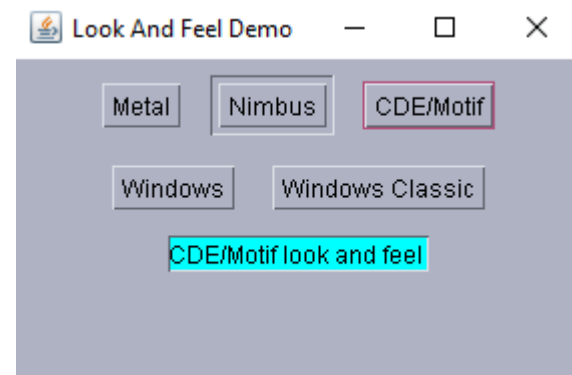 Look And Feel Demo
Metal Nimbus CDE/Motif
Windows Windows Classic
CDE/Motif look and feel